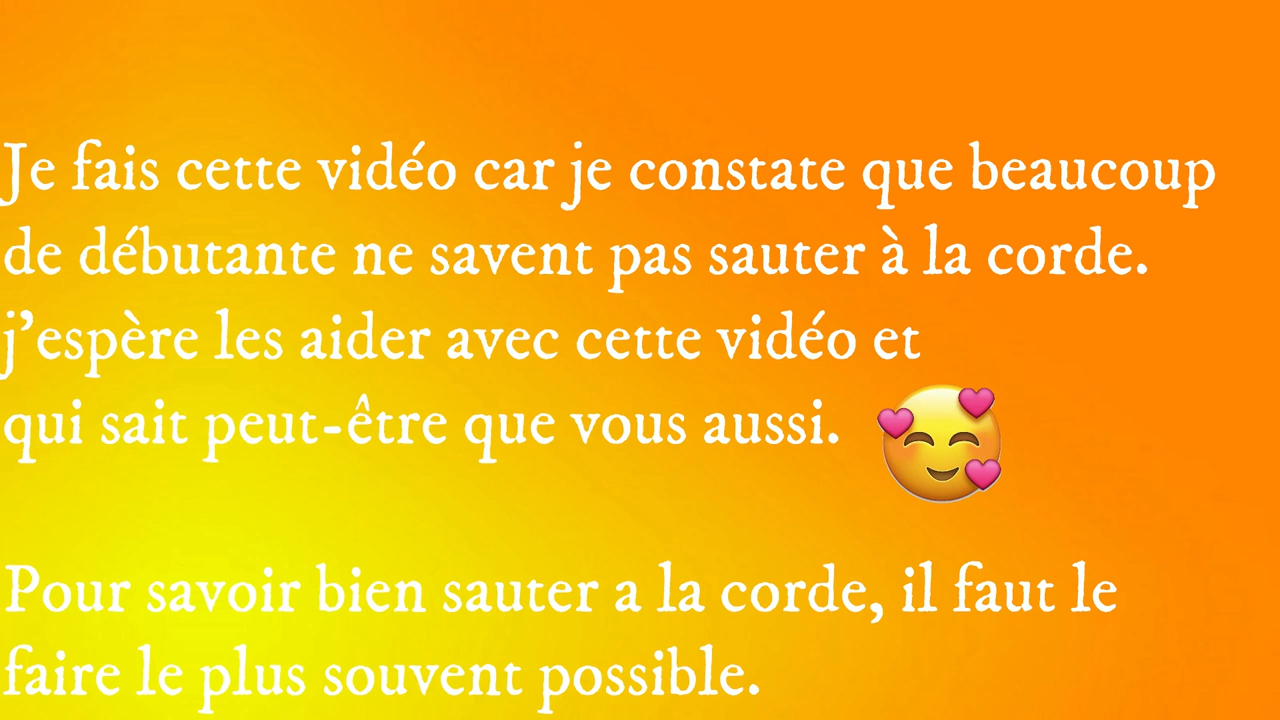 Je fais cette vidéo car je constate que beaucoup
de débutante ne savent pas sauter à la corde.
j'espère les aider avec cette vidéo et
qui sait peut-être que vous aussi.
Pour savoir bien sauter a la corde, il faut le
faire le plus souvent possible.